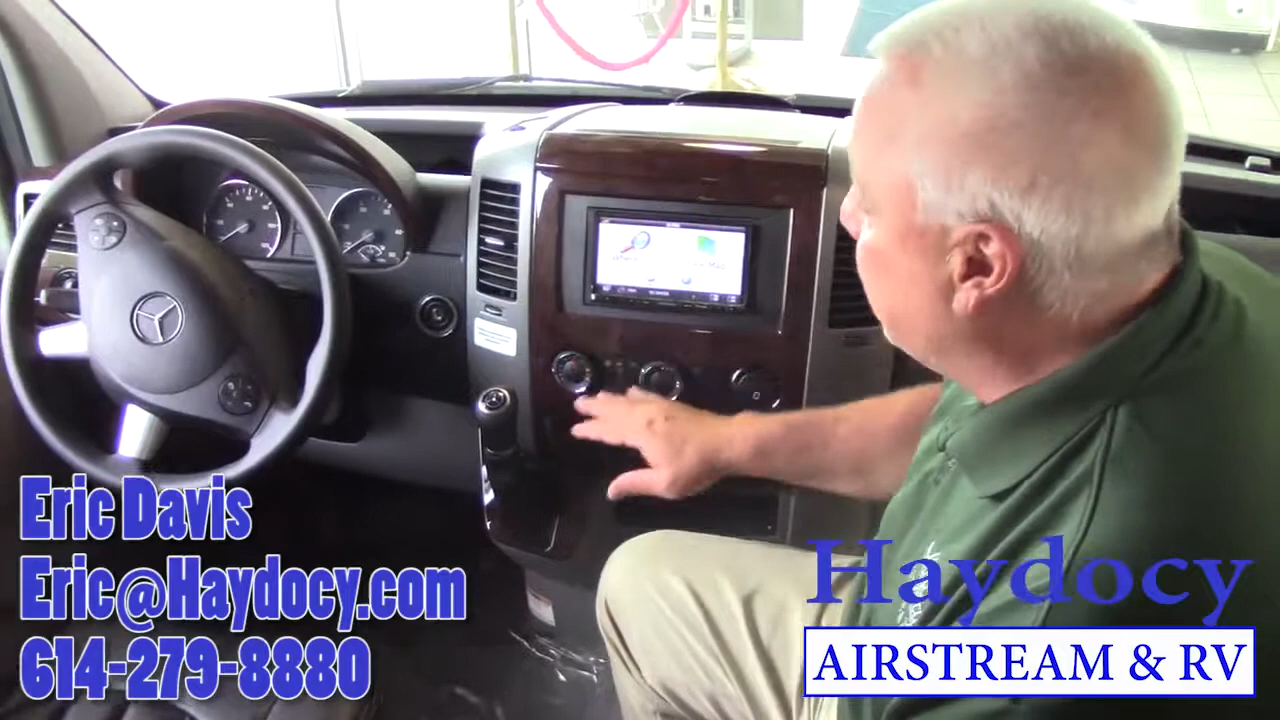 Eric Davis
Eric@Haydocy.com
614-279-8880
Haydocy
AIRSTREAM & RV